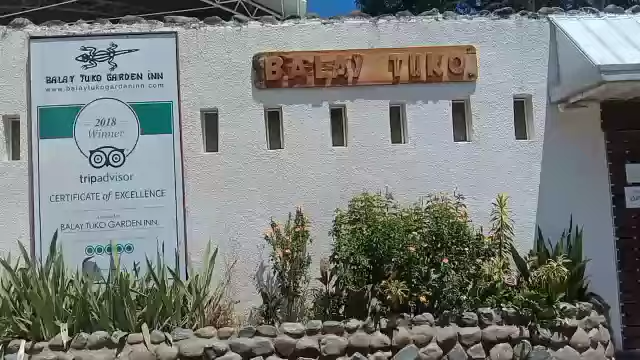 BALAY TUKO GARDEN INN
www.balaytukogardeninn.com
2018
Winner
tripadvisor
CERTIFICATE of EXCELLENCE
BALAY TUKO GARDEN INN
BALAY TUKO